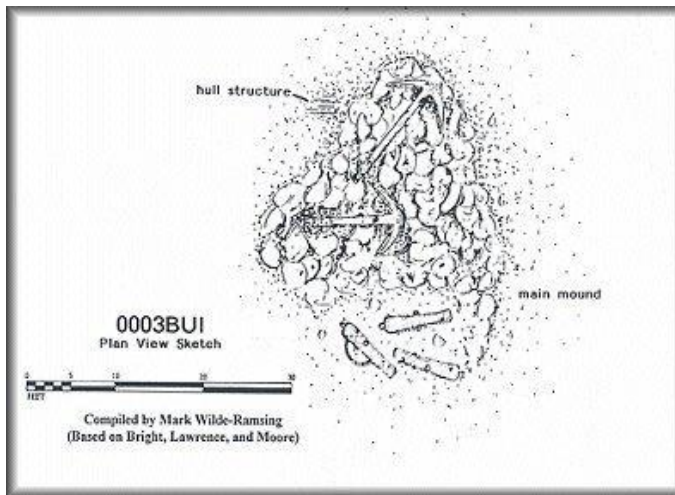 hull structure
main mound
0003BUI
Plan View Sketch
0 5 10 20 30
Compiled by Mark Wilde-Ramsing
(Based on Bright, Lawrence, and Moore)